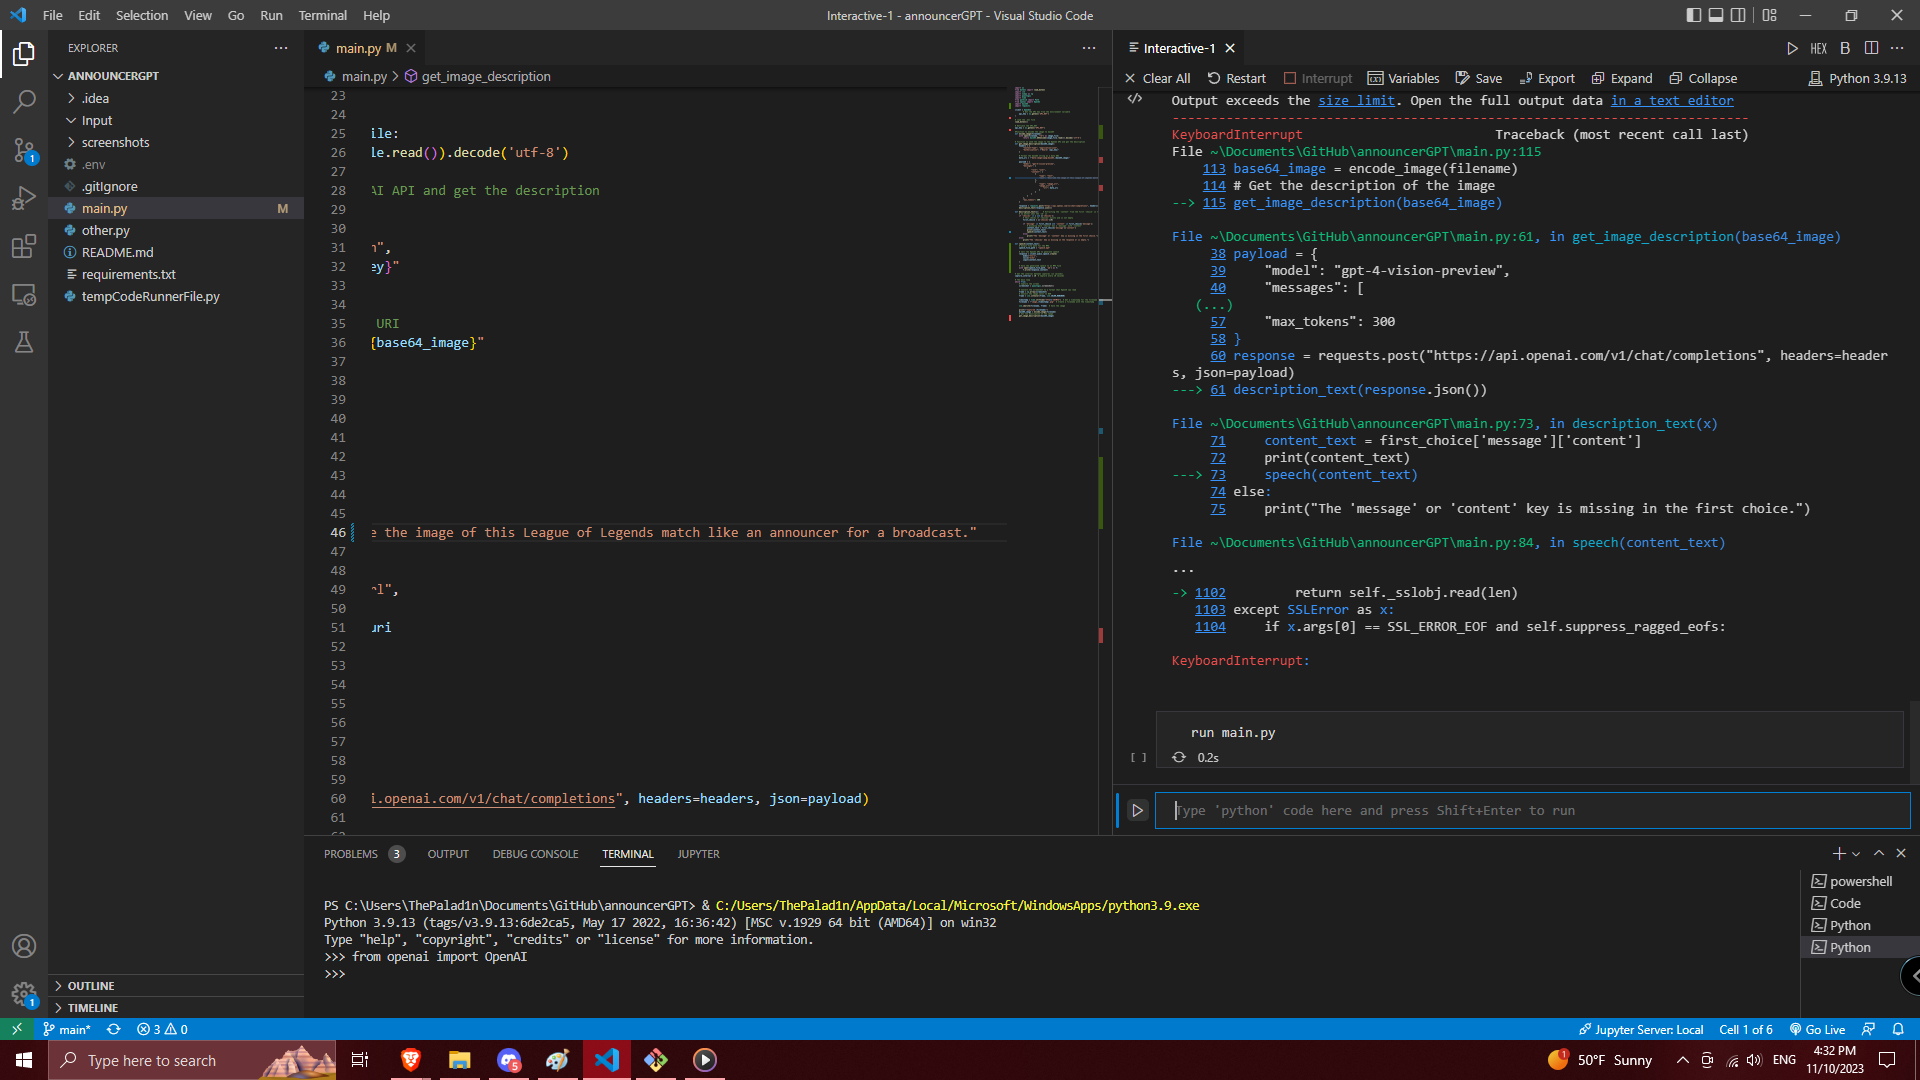 File Edit Selection View Go Run Terminal Help
Interactive-1 - announcerGPT - Visual Studio Code
EXPLORER
ANNOUNCERGPT
.idea
Input
screenshots
.env
.gitIgnore
main.py M
other.py
README.md
requirements.txt
tempCodeRunnerFile.py
OUTLINE
TIMELINE
1
1
main.py M
main.py > get_image_description
23
24
25 ile:
26 le.read()).decode('utf-8')
27
28 AI API and get the description
29
30
31 n",
32 ey}"
33
34
35 URI
36 {base64_image}"
37
38
39
40
41
42
43
44
45
46 e the image of this League of Legends match like an announcer for a broadcast."
47
48
49 rl",
50
51 uri
52
53
54
55
56
57
58
59
60 i.openai.com/v1/chat/completions", headers=headers, json=payload)
61
62
Interactive-1
HEX B
Clear All Restart Interrupt Variables Save Export Expand Collapse Python 3.9.13
Output exceeds the size limit. Open the full output data in a text editor
---------------------------------------------------------------------------
KeyboardInterrupt Traceback (most recent call last)
File ~\Documents\GitHub\announcerGPT\main.py:115
113 base64_image = encode_image(filename)
114 # Get the description of the image
--> 115 get_image_description(base64_image)
File ~\Documents\GitHub\announcerGPT\main.py:61, in get_image_description(base64_image)
38 payload = {
39 "model": "gpt-4-vision-preview",
40 "messages": [
(...)
57 "max_tokens": 300
58 }
60 response = requests.post("https://api.openai.com/v1/chat/completions", headers=header
s, json=payload)
---> 61 description_text(response.json())
File ~\Documents\GitHub\announcerGPT\main.py:73, in description_text(x)
71 content_text = first_choice['message']['content']
72 print(content_text)
---> 73 speech(content_text)
74 else:
75 print("The 'message' or 'content' key is missing in the first choice.")
File ~\Documents\GitHub\announcerGPT\main.py:84, in speech(content_text)
...
-> 1102 return self._sslobj.read(len)
1103 except SSLError as x:
1104 if x.args[0] == SSL_ERROR_EOF and self.suppress_ragged_eofs:
KeyboardInterrupt:
run main.py
[ ] 0.2s
Type 'python' code here and press Shift+Enter to run
PROBLEMS 3 OUTPUT DEBUG CONSOLE TERMINAL JUPYTER
PS C:\Users\ThePalad1n\Documents\GitHub\announcerGPT> & C:/Users/ThePalad1n/AppData/Local/Microsoft/WindowsApps/python3.9.exe
Python 3.9.13 (tags/v3.9.13:6de2ca5, May 17 2022, 16:36:42) [MSC v.1929 64 bit (AMD64)] on win32
Type "help", "copyright", "credits" or "license" for more information.
>>> from openai import OpenAI
>>>
powershell
Code
Python
Python
main* 3 0
Jupyter Server: Local Cell 1 of 6 Go Live
Type here to search
5
1
50°F Sunny
ENG
4:32 PM
11/10/2023